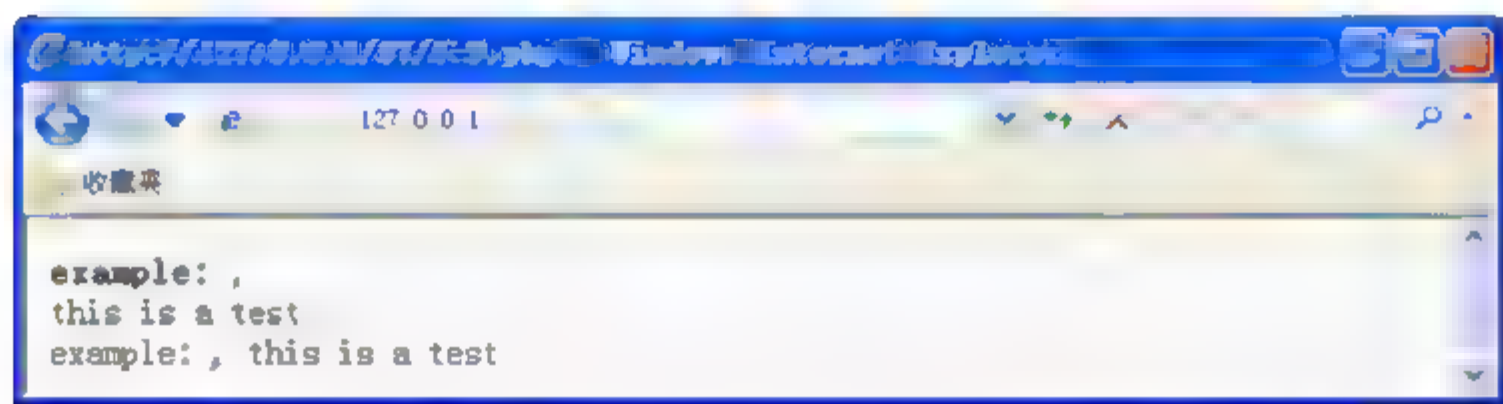 127 0 0 1
收藏夹
example: ,
this is a test
example: , this is a test